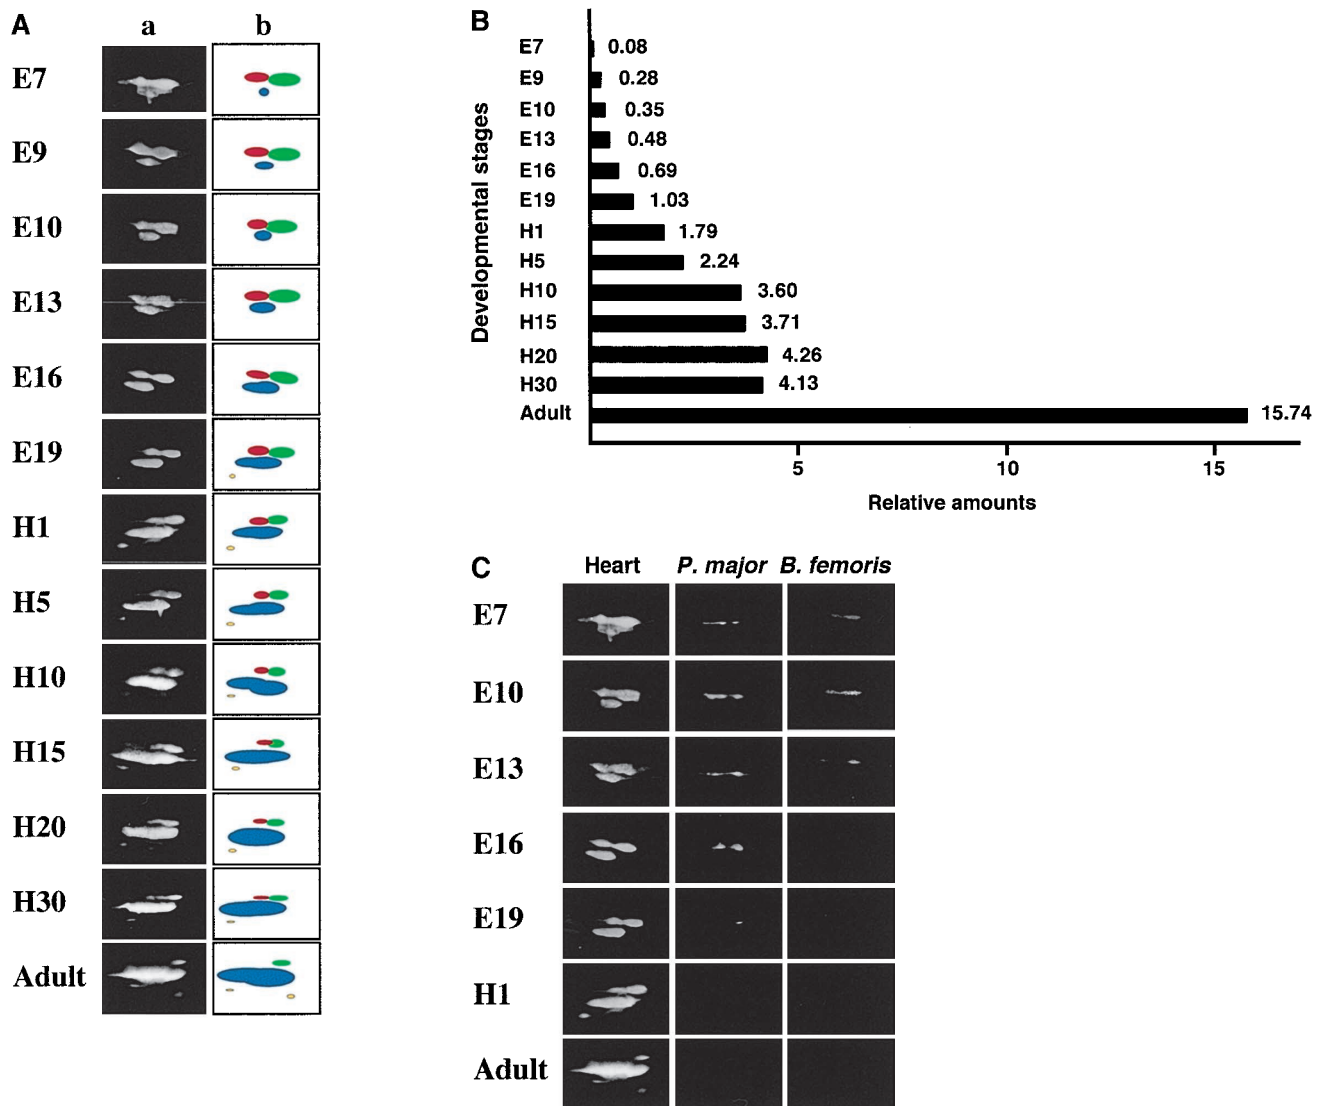 A
a b
E7
E9
E10
E13
E16
E19
H1
H5
H10
H15
H20
H30
Adult
B
Developmental stages
E7 0.08
E9 0.28
E10 0.35
E13 0.48
E16 0.69
E19 1.03
H1 1.79
H5 2.24
H10 3.60
H15 3.71
H20 4.26
H30 4.13
Adult 15.74
5 10 15
Relative amounts
C
Heart P. major B. femoris
E7
E10
E13
E16
E19
H1
Adult